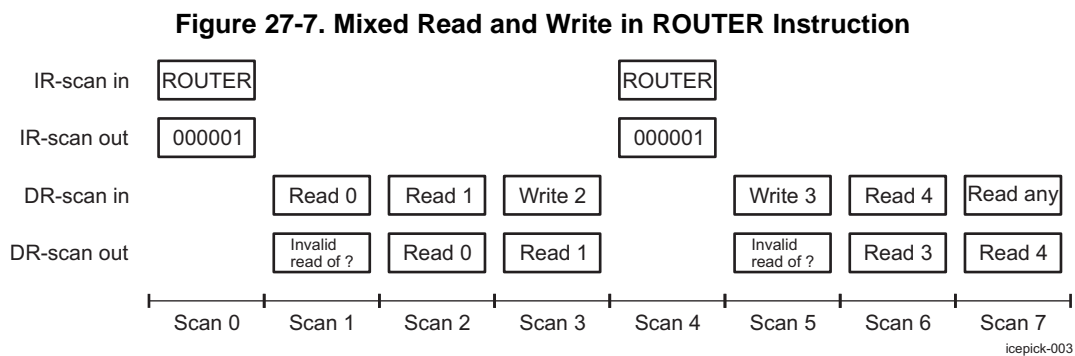 Figure 27-7. Mixed Read and Write in ROUTER Instruction
IR-scan in ROUTER ROUTER
IR-scan out 000001 000001
DR-scan in Read 0 Read 1 Write 2 Write 3 Read 4 Read any
DR-scan out Invalid read of ? Read 0 Read 1 Invalid read of ? Read 3 Read 4
Scan 0 Scan 1 Scan 2 Scan 3 Scan 4 Scan 5 Scan 6 Scan 7
icepick-003